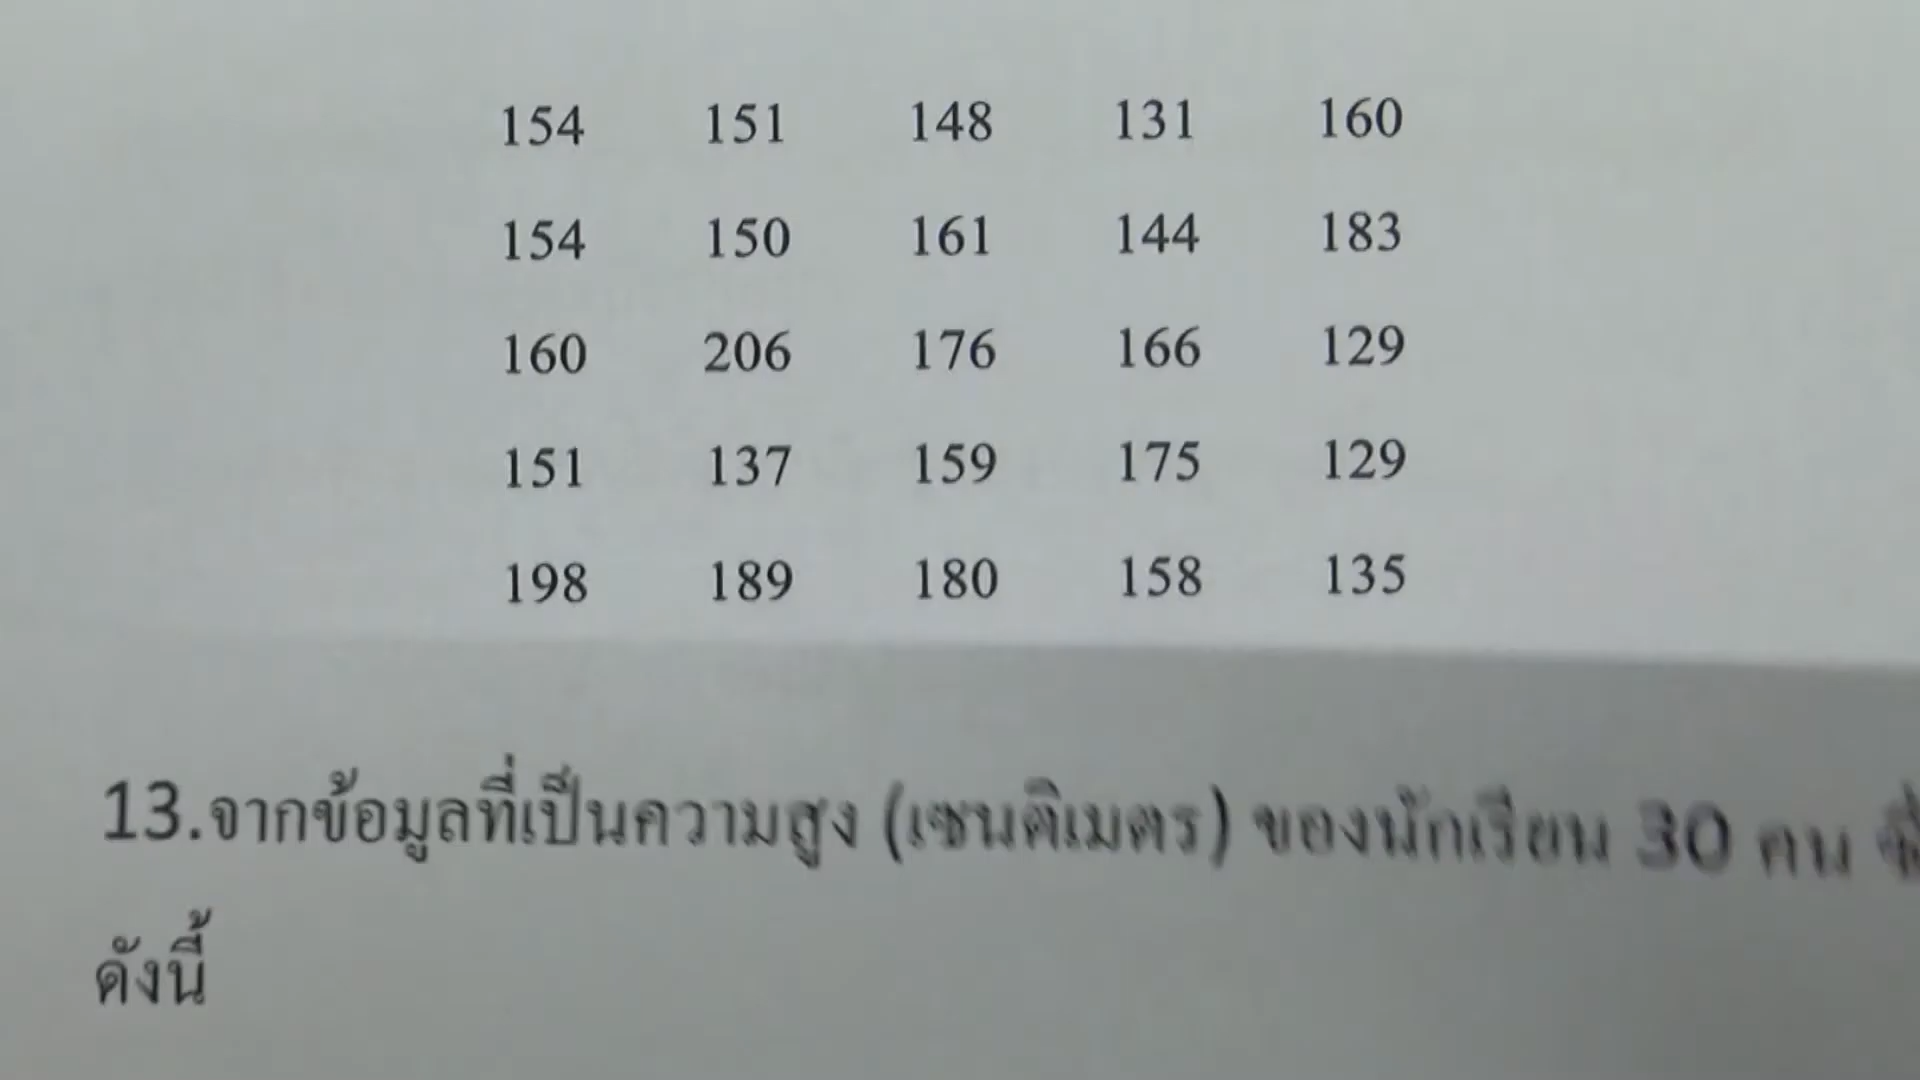 154 151 148 131 160
154 150 161 144 183
160 206 176 166 129
151 137 159 175 129
198 189 180 158 135
13.จากข้อมูลที่เป็นความสูง (เซนติเมตร) ของนักเรียน 30 คน
ดังนี้